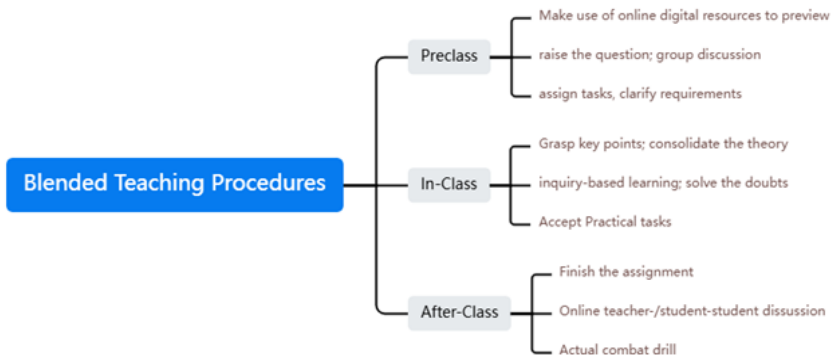 Blended Teaching Procedures
Preclass
Make use of online digital resources to preview
raise the question; group discussion
assign tasks, clarify requirements
In-Class
Grasp key points; consolidate the theory
inquiry-based learning; solve the doubts
Accept Practical tasks
After-Class
Finish the assignment
Online teacher-/student-student dissussion
Actual combat drill